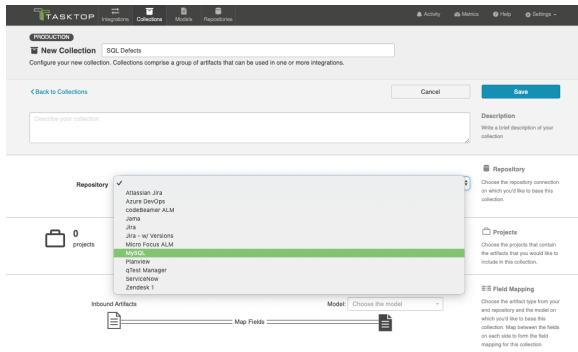 TASKTOP
Integrations
Collections
Models
Repositories
Activity
Metrics
Help
Settings
PRODUCTION
New Collection
SQL Defects
Configure your new collection. Collections comprise a group of artifacts that can be used in one or more integrations.
Back to Collections
Cancel
Save
Describe your collection
Description
Write a brief description of your
collection
Repository
Atlassian Jira
Azure DevOps
codeBeamer ALM
Jama
Jira
Jira - w/ Versions
Micro Focus ALM
MySQL
Planview
qTest Manager
ServiceNow
Zendesk 1
Repository
Choose the repository connection
on which you'd like to base this
collection.
0
projects
Projects
Choose the projects that contain
the artifacts that you would like to
include in this collection.
Inbound Artifacts
Model:
Choose the model
Map Fields
Field Mapping
Choose the artifact type from your
end repository and the model on
which you'd like to base this
collection. Map between the fields
on each side to form the field
mapping for this collection.